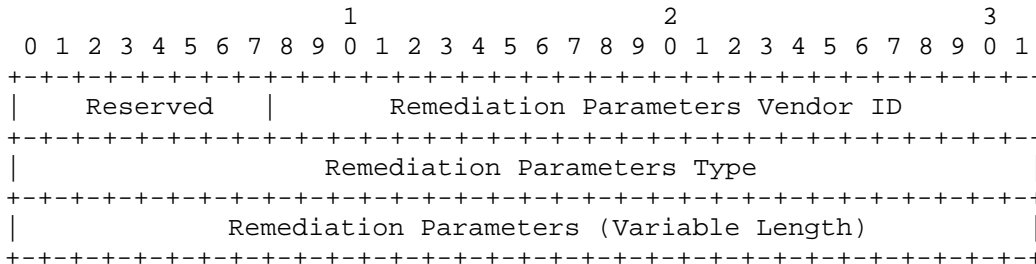 1                   2                   3
 0 1 2 3 4 5 6 7 8 9 0 1 2 3 4 5 6 7 8 9 0 1 2 3 4 5 6 7 8 9 0 1
+-+-+-+-+-+-+-+-+-+-+-+-+-+-+-+-+-+-+-+-+-+-+-+-+-+-+-+-+-+-+-+-
|    Reserved   |       Remediation Parameters Vendor ID
+-+-+-+-+-+-+-+-+-+-+-+-+-+-+-+-+-+-+-+-+-+-+-+-+-+-+-+-+-+-+-+-
|                   Remediation Parameters Type                |
+-+-+-+-+-+-+-+-+-+-+-+-+-+-+-+-+-+-+-+-+-+-+-+-+-+-+-+-+-+-+-+-
|             Remediation Parameters (Variable Length)         |
+-+-+-+-+-+-+-+-+-+-+-+-+-+-+-+-+-+-+-+-+-+-+-+-+-+-+-+-+-+-+-+-